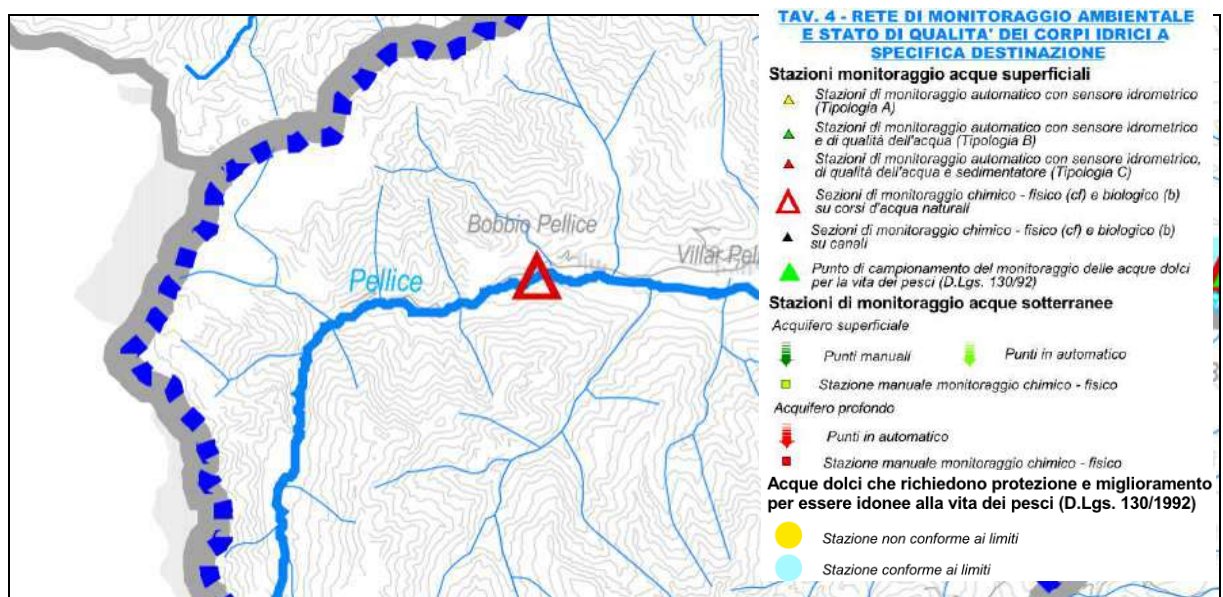 TAV. 4 - RETE DI MONITORAGGIO AMBIENTALE
E STATO DI QUALITA' DEI CORPI IDRICI A
SPECIFICA DESTINAZIONE
Stazioni monitoraggio acque superficiali
Stazioni di monitoraggio automatico con sensore idrometrico
(Tipologia A)
Stazioni di monitoraggio automatico con sensore idrometrico
e di qualità dell'acqua (Tipologia B)
Stazioni di monitoraggio automatico con sensore idrometrico,
di qualità dell'acqua e sedimentatore (Tipologia C)
Sezioni di monitoraggio chimico - fisico (cf) e biologico (b)
su corsi d'acqua naturali
Sezioni di monitoraggio chimico - fisico (cf) e biologico (b)
su canali
Punto di campionamento del monitoraggio delle acque dolci
per la vita dei pesci (D.Lgs. 130/92)
Stazioni di monitoraggio acque sotterranee
Acquifero superficiale
Punti manuali
Punti in automatico
Stazione manuale monitoraggio chimico - fisico
Acquifero profondo
Punti in automatico
Stazione manuale monitoraggio chimico - fisico
Acque dolci che richiedono protezione e miglioramento
per essere idonee alla vita dei pesci (D.Lgs. 130/1992)
Stazione non conforme ai limiti
Stazione conforme ai limiti
Bobbio Pellice
Villar Pell
Pellice